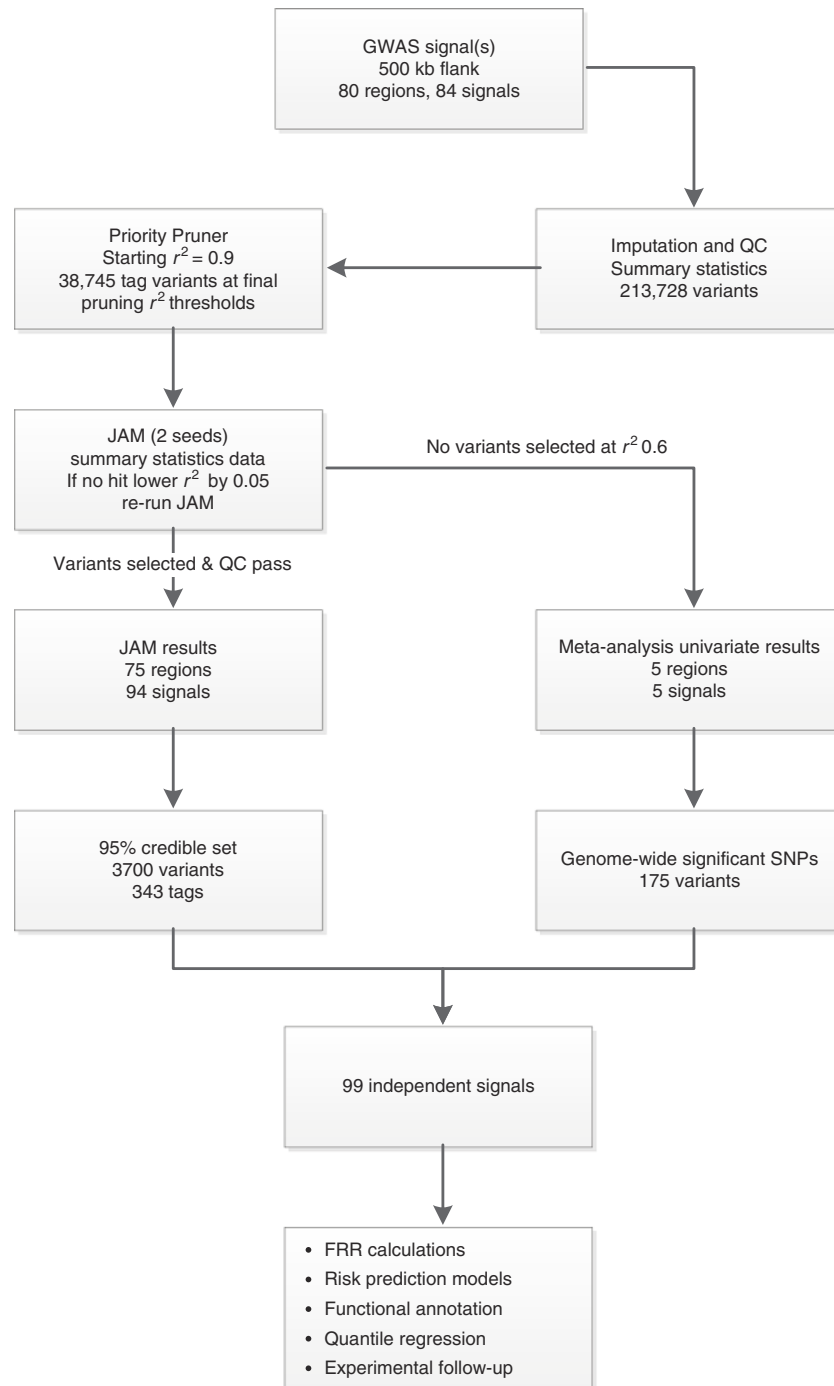 GWAS signal(s)
500 kb flank
80 regions, 84 signals
Imputation and QC
Summary statistics
213,728 variants
Priority Pruner
Starting r² = 0.9
38,745 tag variants at final
pruning r² thresholds
JAM (2 seeds)
summary statistics data
If no hit lower r² by 0.05
re-run JAM
No variants selected at r² 0.6
Variants selected & QC pass
JAM results
75 regions
94 signals
Meta-analysis univariate results
5 regions
5 signals
95% credible set
3700 variants
343 tags
Genome-wide significant SNPs
175 variants
99 independent signals
• FRR calculations
• Risk prediction models
• Functional annotation
• Quantile regression
• Experimental follow-up